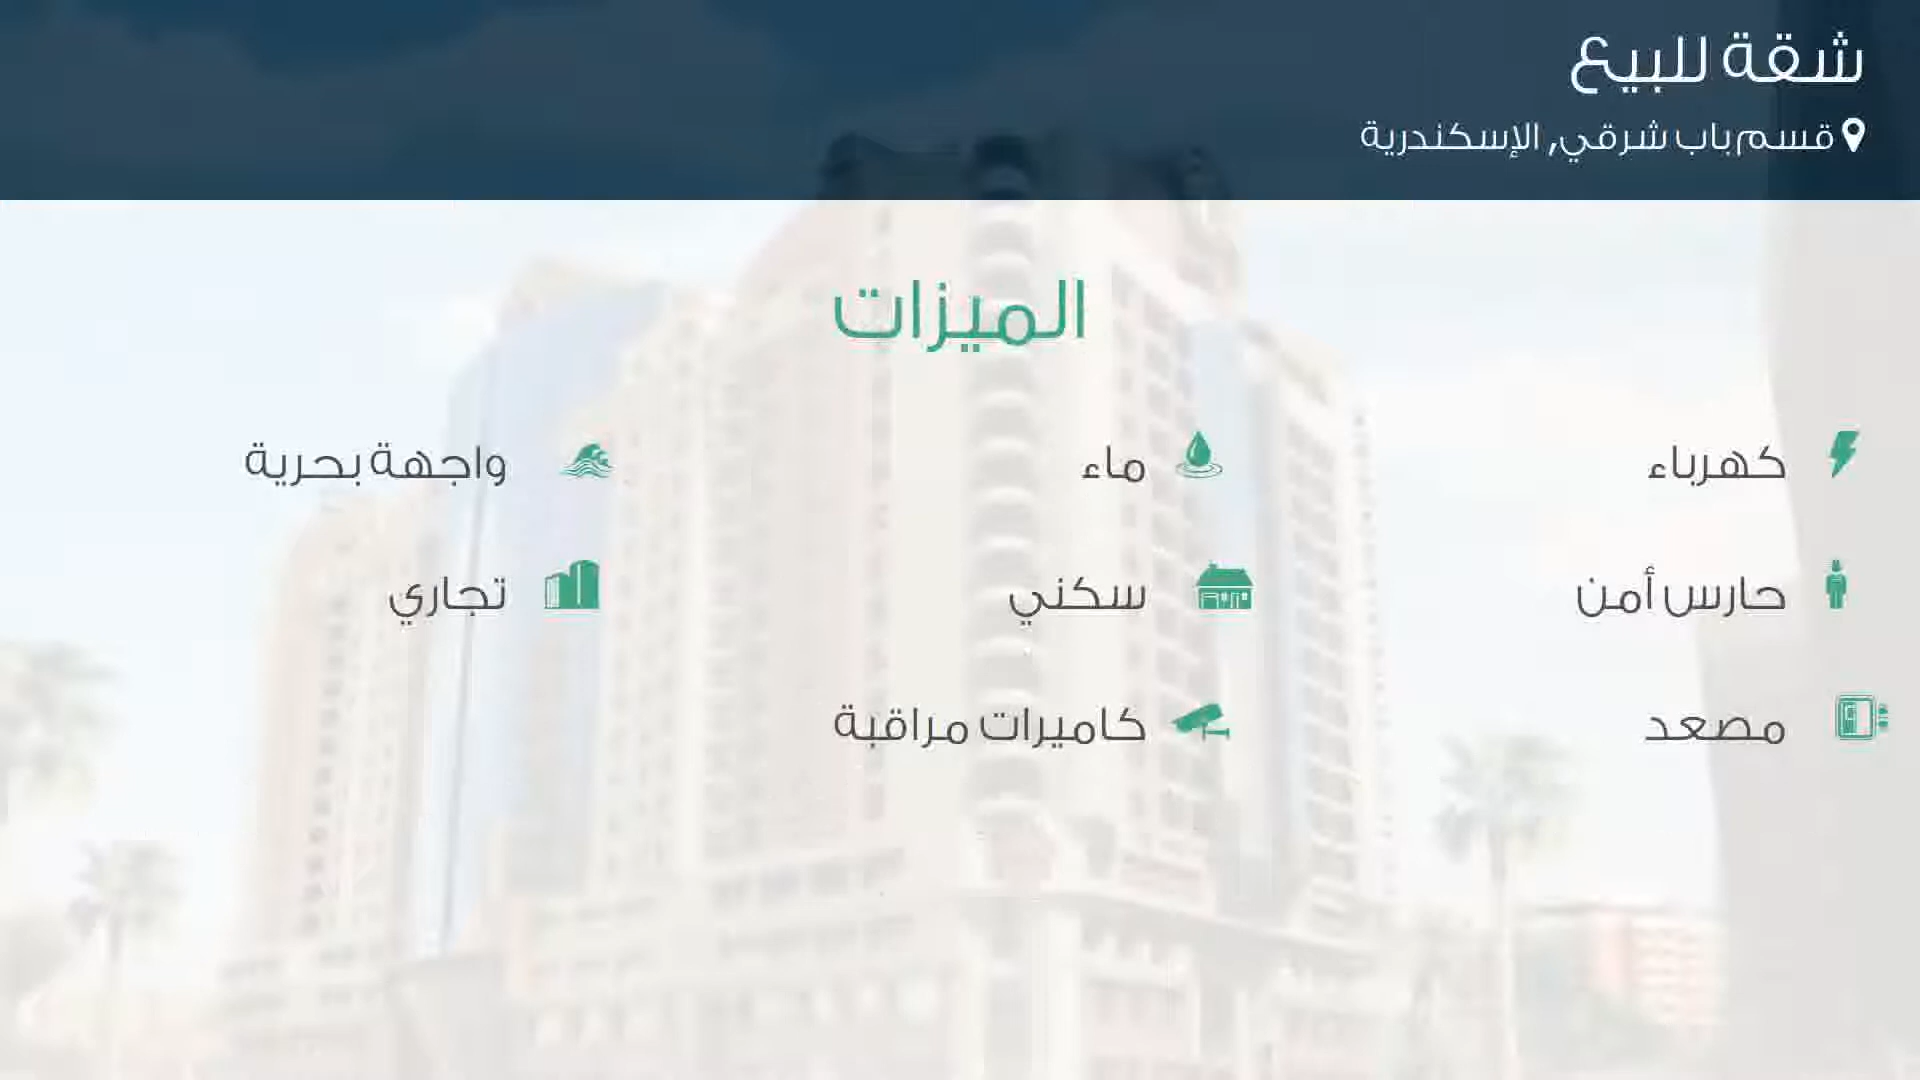 شقة للبيع
قسم باب شرقي, الإسكندرية
الميزات
كهرباء
ماء
واجهة بحرية
حارس أمن
سكني
تجاري
مصعد
كاميرات مراقبة